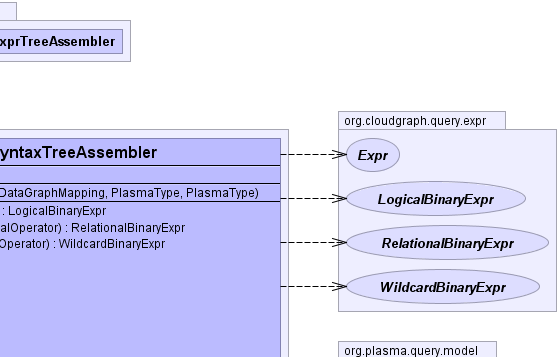 xprTreeAssembler
org.cloudgraph.query.expr
yntaxTreeAssembler
Expr
DataGraphMapping, PlasmaType, PlasmaType)
LogicalBinaryExpr
: LogicalBinaryExpr
alOperator) : RelationalBinaryExpr
RelationalBinaryExpr
Operator) : WildcardBinaryExpr
WildcardBinaryExpr
org.plasma.query.model